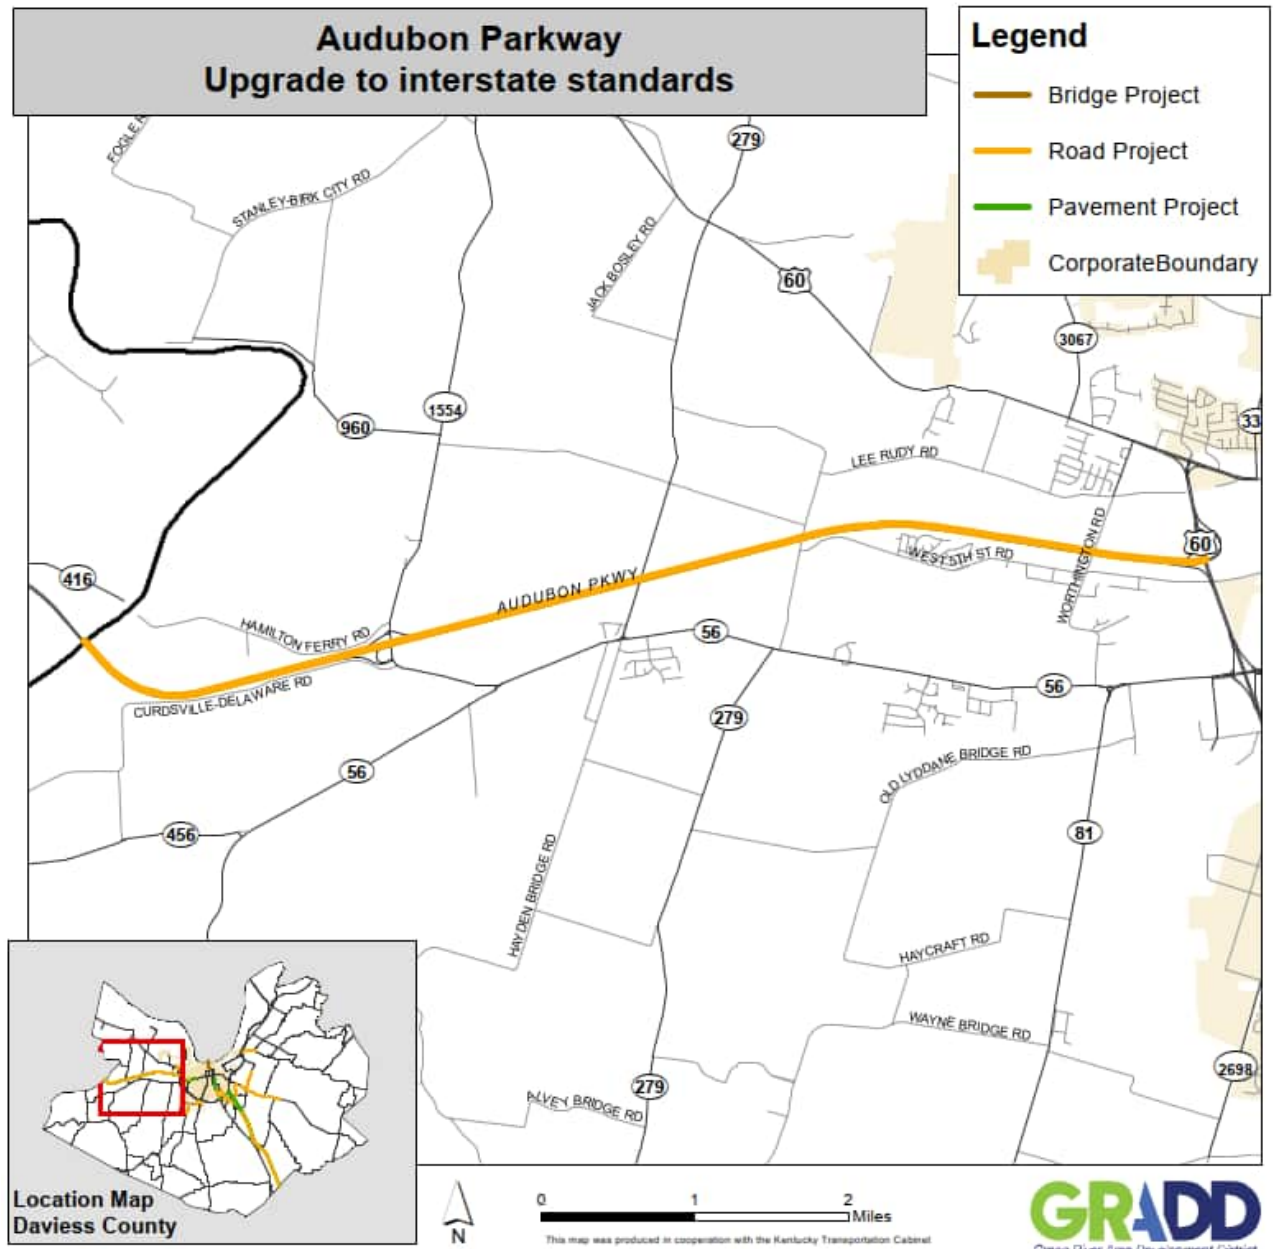 Audubon Parkway
Upgrade to interstate standards
Legend
Bridge Project
Road Project
Pavement Project
CorporateBoundary
FOGLE
279
STANLEY-BIRK CITY RD
JACK BOSLEY RD
60
3067
1554
960
33
LEE RUDY RD
WORTHINGTON RD
60
WEST 5TH ST RD
416
AUDUBON PKWY
HAMILTON FERRY RD
56
CURDSVILLE-DELAWARE RD
56
279
OLD LYDDANE BRIDGE RD
56
456
81
HAYDEN BRIDGE RD
HAYCRAFT RD
WAYNE BRIDGE RD
2698
279
ALVEY BRIDGE RD
Location Map
Daviess County
N
0 1 2
Miles
This map was produced in cooperation with the Kentucky Transportation Cabinet
GRADD